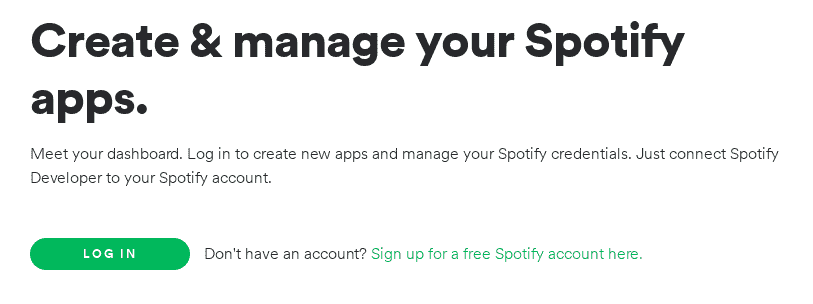 Create & manage your Spotify
apps.
Meet your dashboard. Log in to create new apps and manage your Spotify credentials. Just connect Spotify
Developer to your Spotify account.
LOG IN Don't have an account? Sign up for a free Spotify account here.